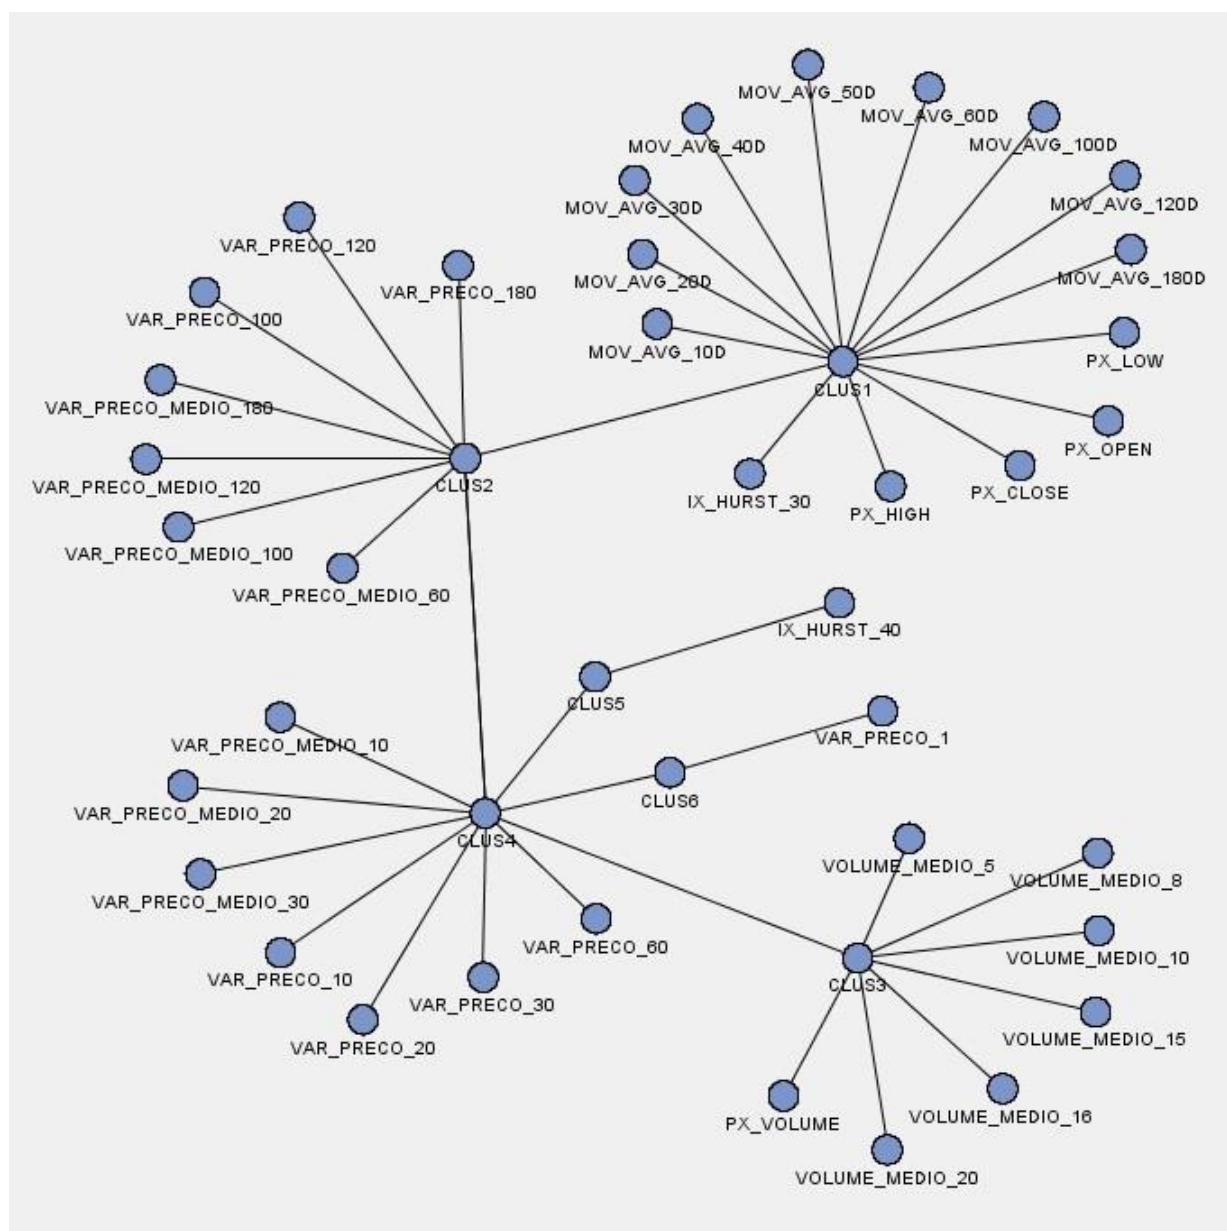 MOV_AVG_50D
MOV_AVG_60D
MOV_AVG_40D
MOV_AVG_100D
MOV_AVG_30D
MOV_AVG_120D
VAR_PRECO_120
MOV_AVG_20D
MOV_AVG_180D
VAR_PRECO_180
VAR_PRECO_100
MOV_AVG_10D
PX_LOW
CLUS1
VAR_PRECO_MEDIO_180
PX_OPEN
VAR_PRECO_MEDIO_120
CLUS2
PX_CLOSE
IX_HURST_30
PX_HIGH
VAR_PRECO_MEDIO_100
VAR_PRECO_MEDIO_60
IX_HURST_40
CLUS5
VAR_PRECO_MEDIO_10
VAR_PRECO_1
CLUS6
VAR_PRECO_MEDIO_20
CLUS4
VOLUME_MEDIO_5
VOLUME_MEDIO_8
VAR_PRECO_MEDIO_30
VAR_PRECO_60
VOLUME_MEDIO_10
VAR_PRECO_10
CLUS3
VAR_PRECO_30
VOLUME_MEDIO_15
VAR_PRECO_20
VOLUME_MEDIO_16
PX_VOLUME
VOLUME_MEDIO_20